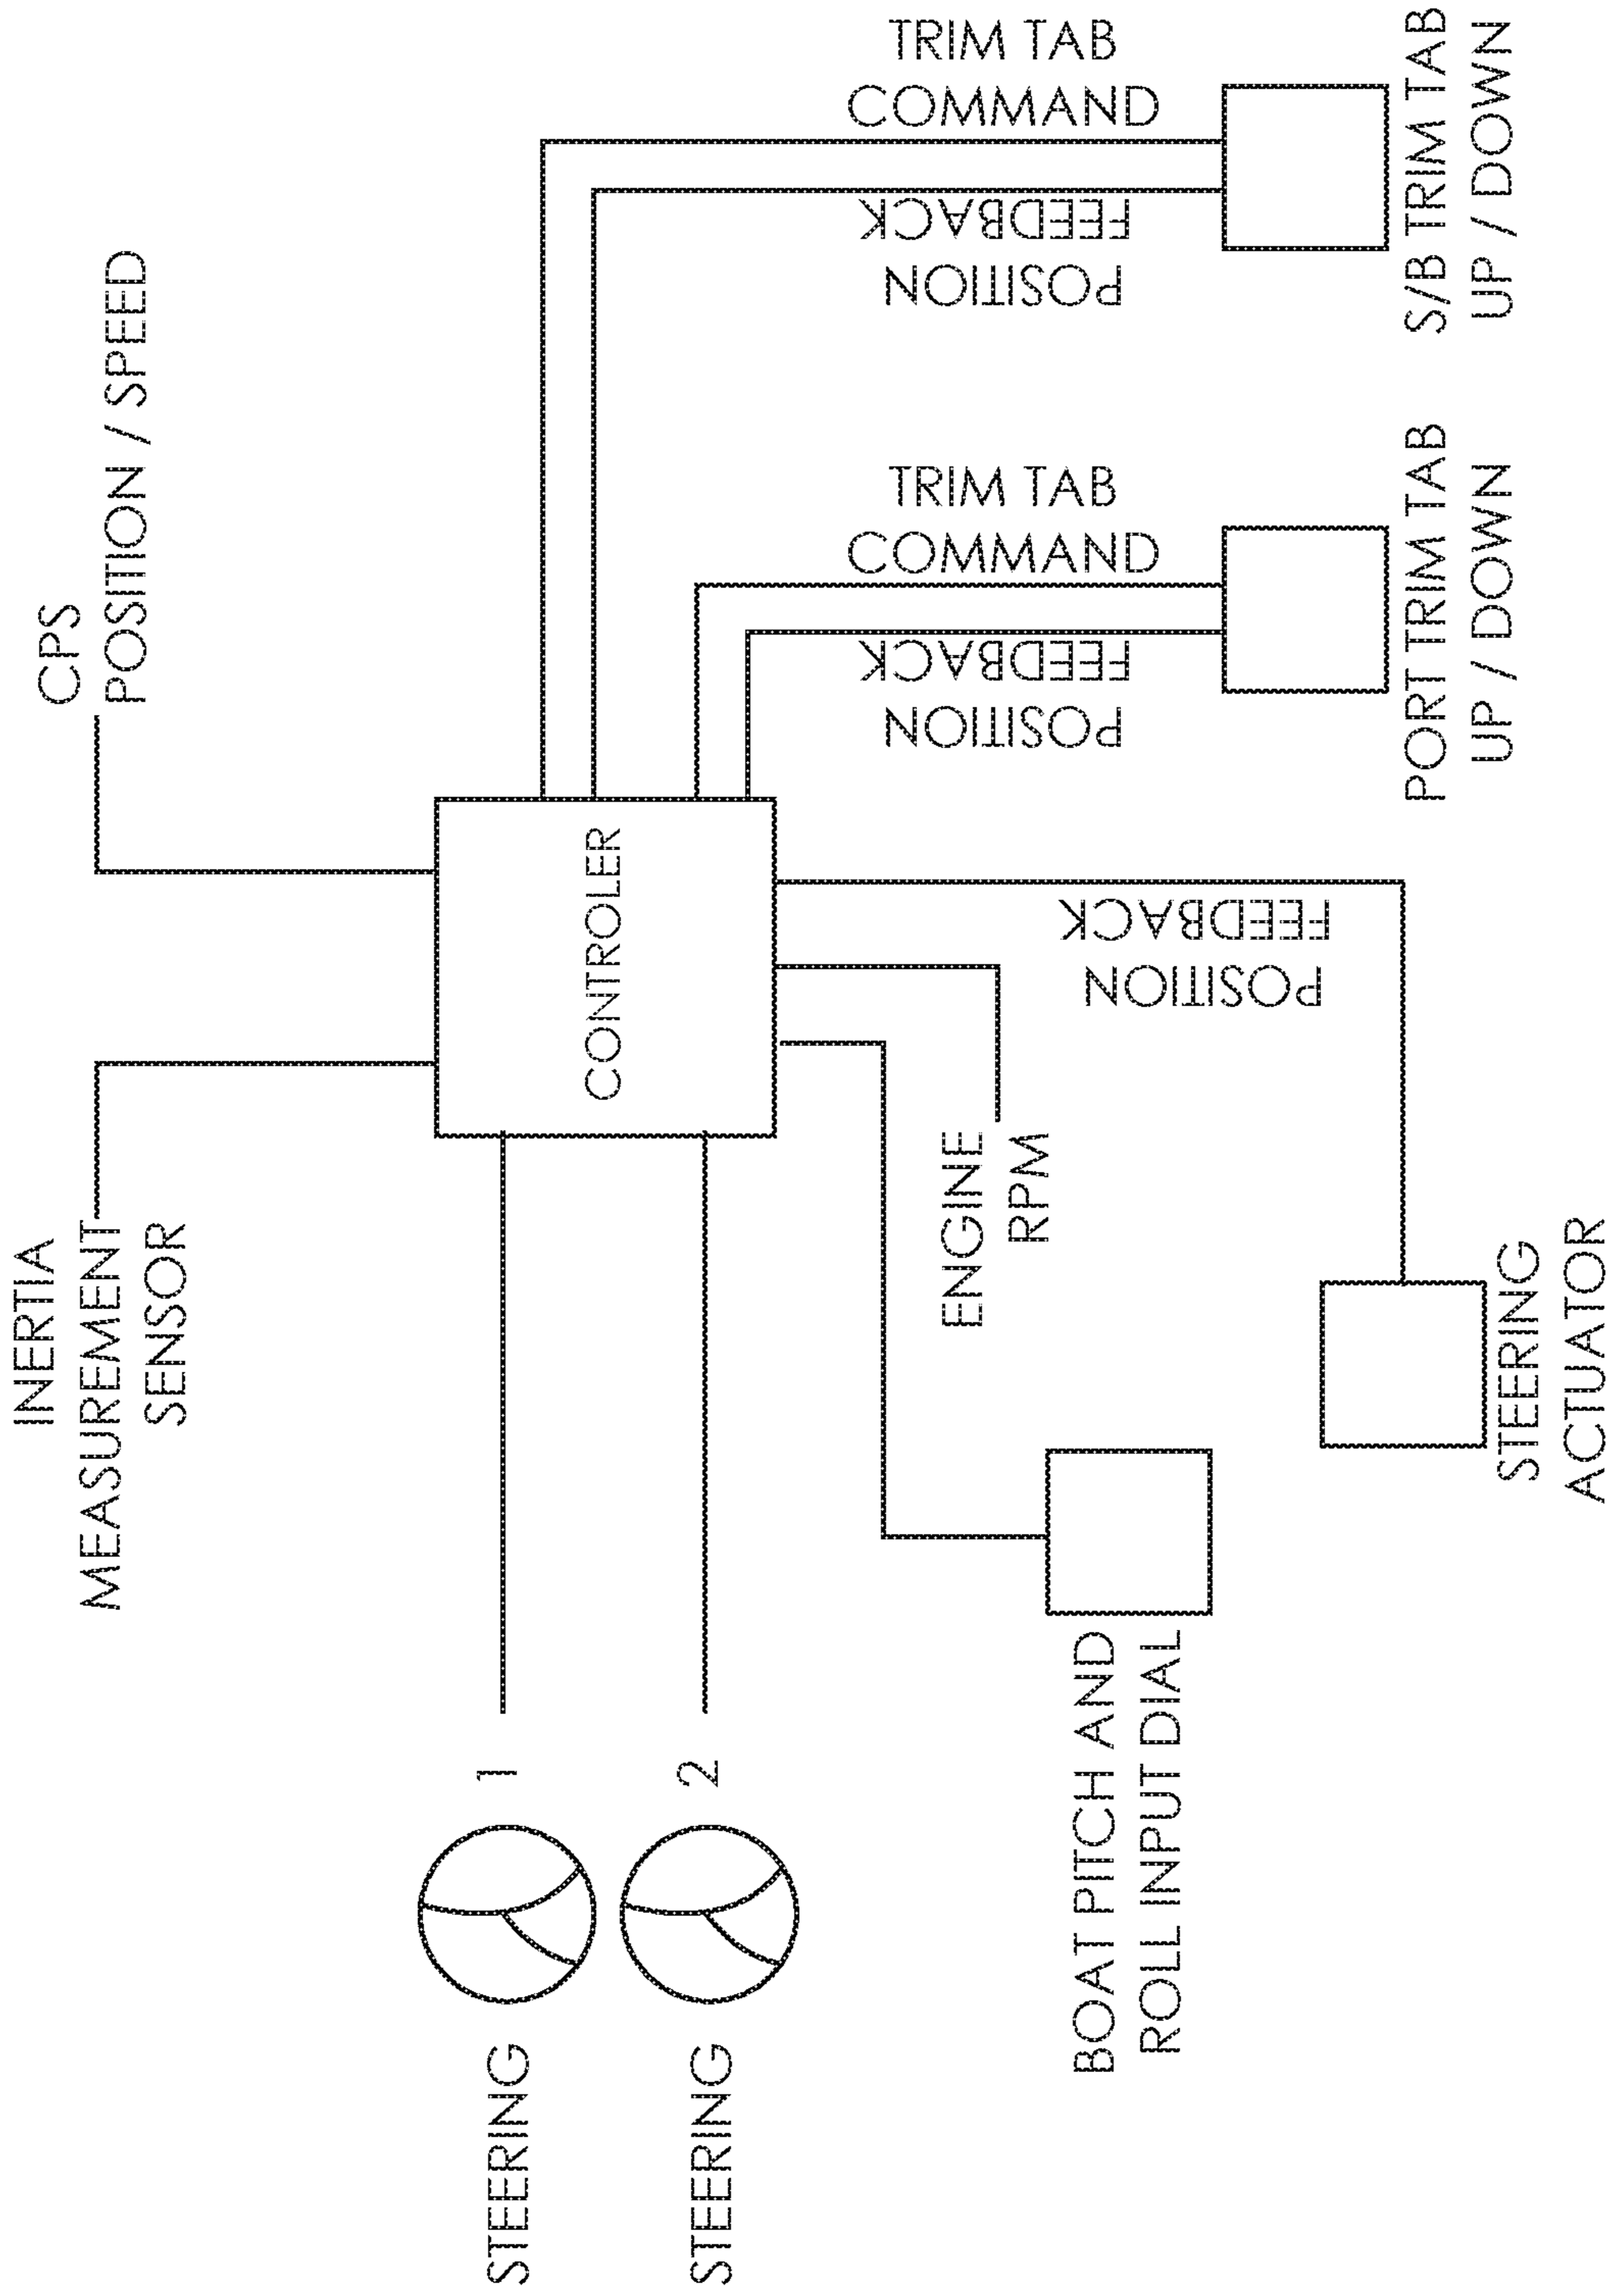 INERTIA
MEASUREMENT
SENSOR
CPS
POSITION / SPEED
STEERING
1
STEERING
2
CONTROLER
ENGINE
RPM
BOAT PITCH AND
ROLL INPUT DIAL
STEERING
ACTUATOR
POSITION
FEEDBACK
POSITION
FEEDBACK
TRIM TAB
COMMAND
PORT TRIM TAB
UP / DOWN
POSITION
FEEDBACK
TRIM TAB
COMMAND
S/B TRIM TAB
UP / DOWN